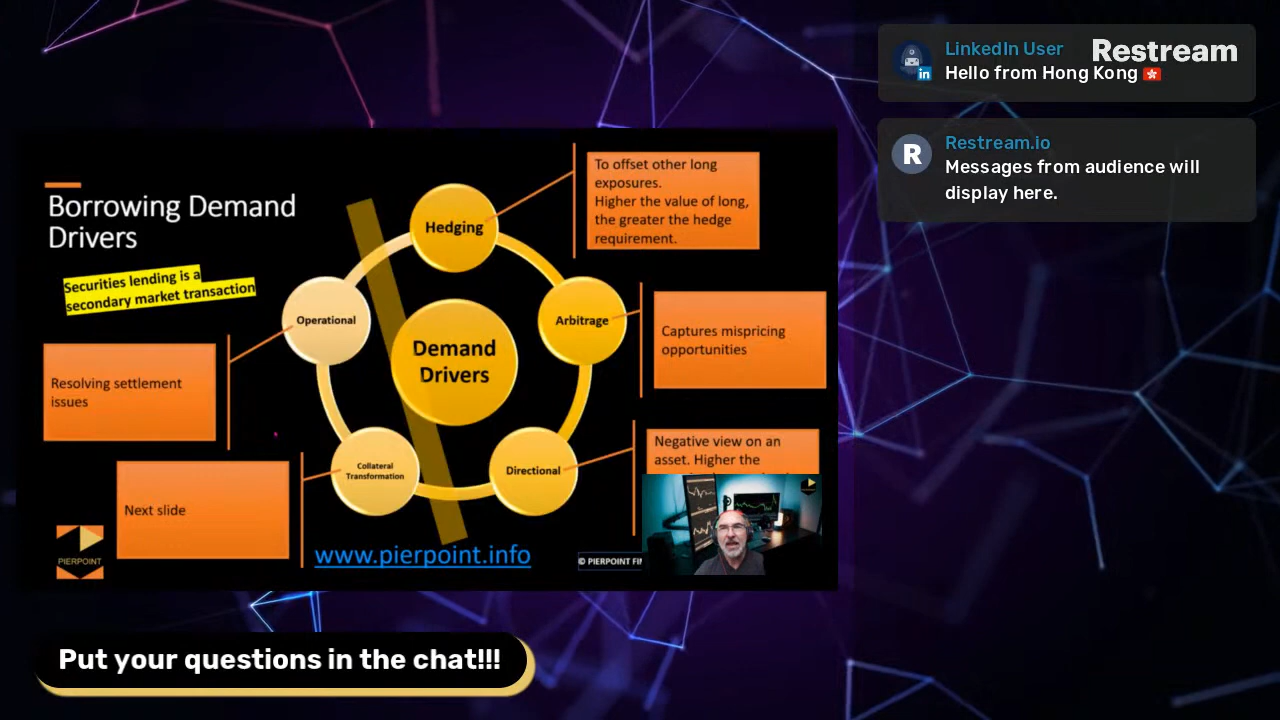 LinkedIn User
Restream
Hello from Hong Kong
R
Restream.io
Messages from audience will
display here.
Borrowing Demand
Drivers
Securities lending is a
secondary market transaction
Hedging
To offset other long
exposures.
Higher the value of long,
the greater the hedge
requirement.
Operational
Arbitrage
Captures mispricing
opportunities
Demand
Drivers
Resolving settlement
issues
Collateral
Transformation
Directional
Negative view on an
asset. Higher the
Next slide
PIERPOINT
www.pierpoint.info
© PIERPOINT
Put your questions in the chat!!!